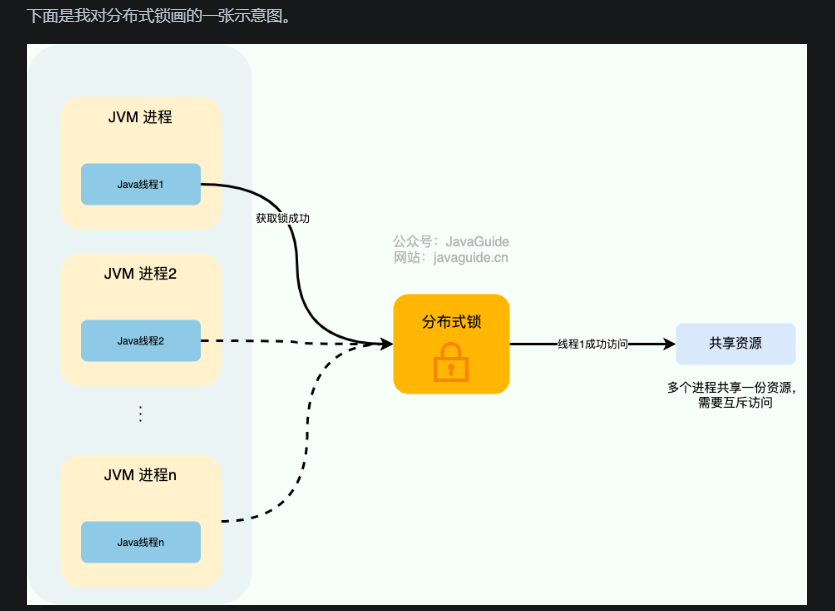 下面是我对分布式锁画的一张示意图。
JVM 进程
Java线程1
获取锁成功
JVM 进程2
Java线程2
⋮
JVM 进程n
Java线程n
公众号：JavaGuide
网站：javaguide.cn
分布式锁
线程1成功访问
共享资源
多个进程共享一份资源，
需要互斥访问